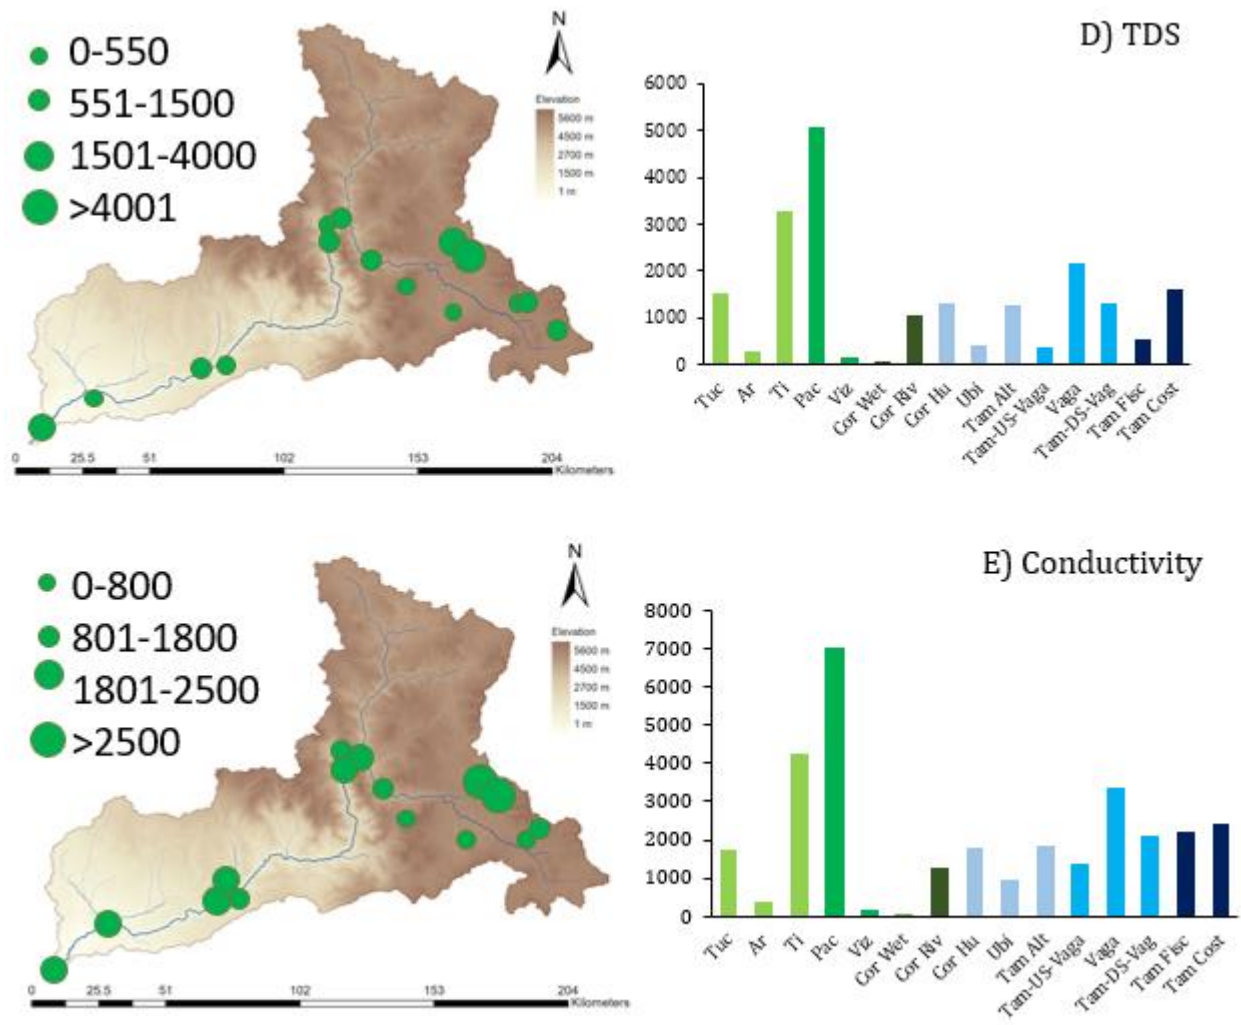 D) TDS
0-550
551-1500
1501-4000
>4001
N
Elevation
5600 m
4500 m
2700 m
1500 m
1 m
0 25.5 51 102 153 204
Kilometers
6000
5000
4000
3000
2000
1000
0
Tuc
Ar
Ti
Pac
Viz
Cor Wet
Cor Riv
Cor Hu
Ubi
Tam Alt
Tam-US-Vaga
Vaga
Tam-DS-Vag
Tam Fisc
Tam Cost
E) Conductivity
0-800
801-1800
1801-2500
>2500
N
Elevation
5600 m
4500 m
2700 m
1500 m
1 m
0 25.5 51 102 153 204
Kilometers
8000
7000
6000
5000
4000
3000
2000
1000
0
Tuc
Ar
Ti
Pac
Viz
Cor Wet
Cor Riv
Cor Hu
Ubi
Tam Alt
Tam-US-Vaga
Vaga
Tam-DS-Vag
Tam Fisc
Tam Cost